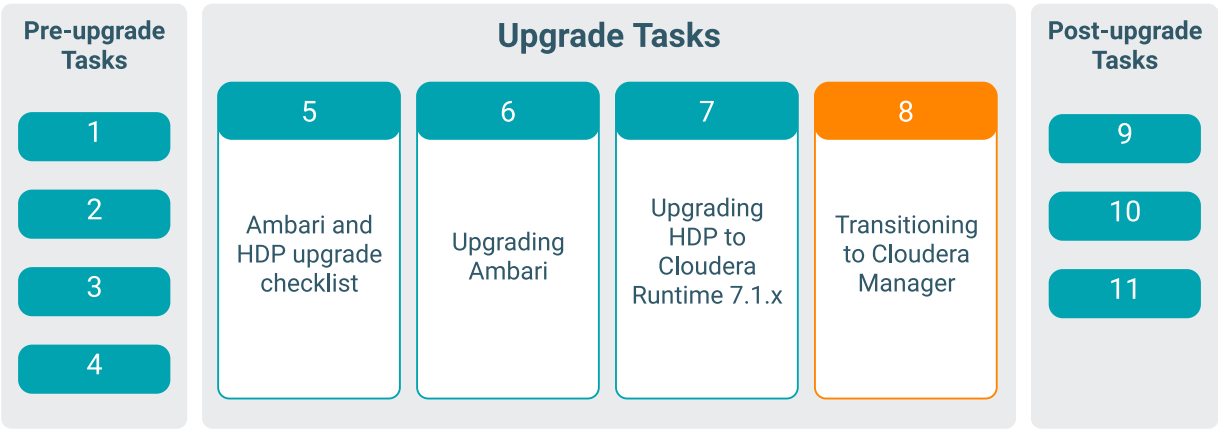 Pre-upgrade
Tasks
1
2
3
4
Upgrade Tasks
5
Ambari and
HDP upgrade
checklist
6
Upgrading
Ambari
7
Upgrading
HDP to
Cloudera
Runtime 7.1.x
8
Transitioning
to Cloudera
Manager
Post-upgrade
Tasks
9
10
11